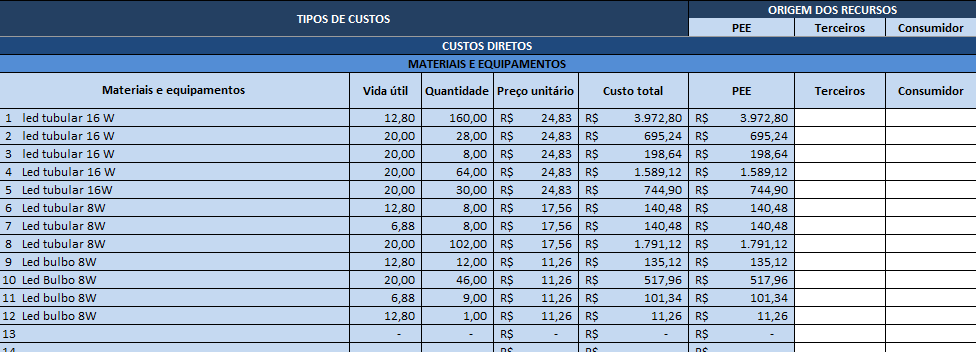 TIPOS DE CUSTOS ORIGEM DOS RECURSOS
PEE Terceiros Consumidor
CUSTOS DIRETOS
MATERIAIS E EQUIPAMENTOS
Materiais e equipamentos Vida útil Quantidade Preço unitário Custo total PEE Terceiros Consumidor
1 led tubular 16 W 12,80 160,00 R$ 24,83 R$ 3.972,80 R$ 3.972,80
2 led tubular 16 W 20,00 28,00 R$ 24,83 R$ 695,24 R$ 695,24
3 led tubular 16 W 20,00 8,00 R$ 24,83 R$ 198,64 R$ 198,64
4 Led tubular 16 W 20,00 64,00 R$ 24,83 R$ 1.589,12 R$ 1.589,12
5 Led tubular 16W 20,00 30,00 R$ 24,83 R$ 744,90 R$ 744,90
6 Led tubular 8W 12,80 8,00 R$ 17,56 R$ 140,48 R$ 140,48
7 Led tubular 8W 6,88 8,00 R$ 17,56 R$ 140,48 R$ 140,48
8 Led tubular 8W 20,00 102,00 R$ 17,56 R$ 1.791,12 R$ 1.791,12
9 Led bulbo 8W 12,80 12,00 R$ 11,26 R$ 135,12 R$ 135,12
10 Led Bulbo 8W 20,00 46,00 R$ 11,26 R$ 517,96 R$ 517,96
11 Led bulbo 8W 6,88 9,00 R$ 11,26 R$ 101,34 R$ 101,34
12 Led bulbo 8W 12,80 1,00 R$ 11,26 R$ 11,26 R$ 11,26
13 - - R$ - R$ - R$ -